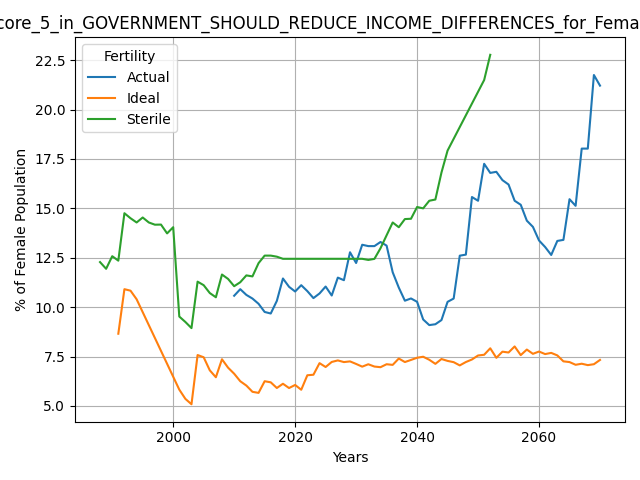 core_5_in_GOVERNMENT_SHOULD_REDUCE_INCOME_DIFFERENCES_for_Fema
Fertility
Actual
Ideal
Sterile
22.5
20.0
17.5
15.0
12.5
10.0
7.5
5.0
% of Female Population
2000
2020
2040
2060
Years